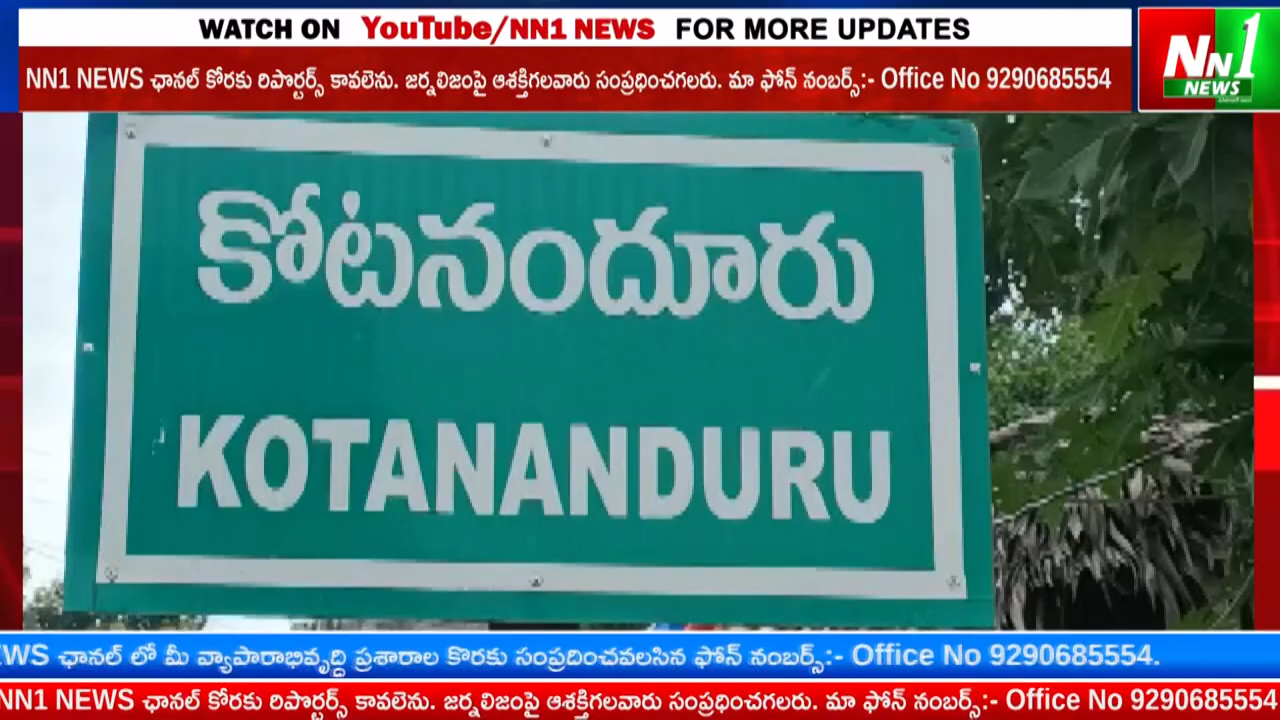 WATCH ON YouTube/NN1 NEWS FOR MORE UPDATES
NN1 NEWS ఛానల్ కోరకు రిపొర్టర్స్ కావలెను. జర్నలిజంపై ఆశక్తిగలవారు సంప్రధించగలరు. మా ఫోన్ నంబర్స్:- Office No 9290685554
NN1
NEWS
కోటనందూరు
KOTANANDURU
EWS ఛానల్ లో మీ వ్యాపారాభివృద్ది ప్రశారాల కొరకు సంప్రదించవలసిన ఫోన్ నంబర్స్:- Office No 9290685554.
NN1 NEWS ఛానల్ కోరకు రిపొర్టర్స్ కావలెను. జర్నలిజంపై ఆశక్తిగలవారు సంప్రధించగలరు. మా ఫోన్ నంబర్స్:- Office No 9290685554